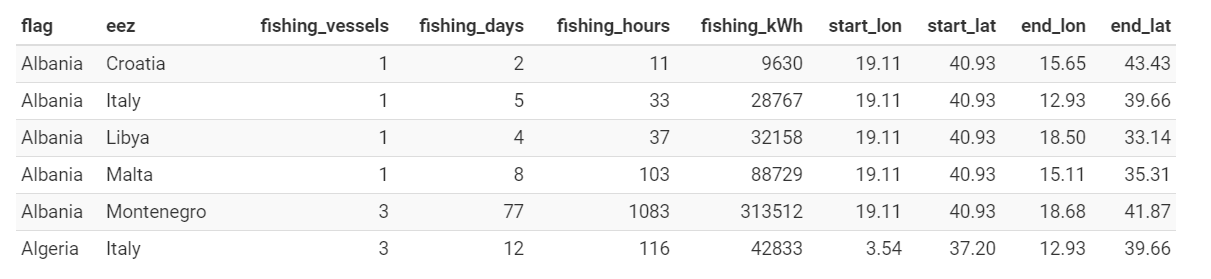 flag eez fishing_vessels fishing_days fishing_hours fishing_kWh start_lon start_lat end_lon end_lat
Albania Croatia 1 2 11 9630 19.11 40.93 15.65 43.43
Albania Italy 1 5 33 28767 19.11 40.93 12.93 39.66
Albania Libya 1 4 37 32158 19.11 40.93 18.50 33.14
Albania Malta 1 8 103 88729 19.11 40.93 15.11 35.31
Albania Montenegro 3 77 1083 313512 19.11 40.93 18.68 41.87
Algeria Italy 3 12 116 42833 3.54 37.20 12.93 39.66